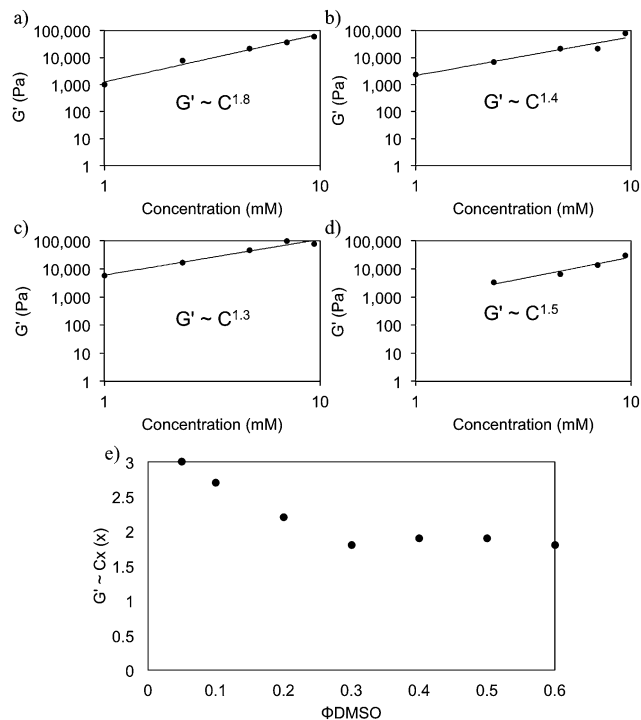 a)
100,000
10,000
1,000
100
10
1
G' (Pa)
G' ~ C1.8
1
10
Concentration (mM)
b)
100,000
10,000
1,000
100
10
1
G' (Pa)
G' ~ C1.4
1
10
Concentration (mM)
c)
100,000
10,000
1,000
100
10
1
G' (Pa)
G' ~ C1.3
1
10
Concentration (mM)
d)
100,000
10,000
1,000
100
10
1
G' (Pa)
G' ~ C1.5
1
10
Concentration (mM)
e)
3
2.5
2
1.5
1
0.5
0
G' ~ Cx (x)
0 0.1 0.2 0.3 0.4 0.5 0.6
ΦDMSO